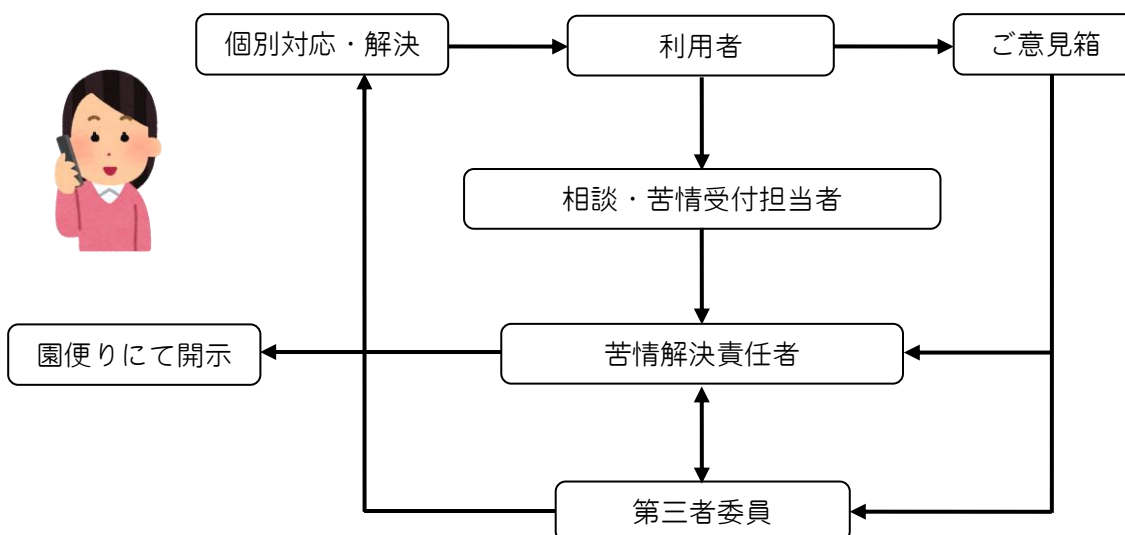 個別対応・解決
利用者
ご意見箱
相談・苦情受付担当者
園便りにて開示
苦情解決責任者
第三者委員